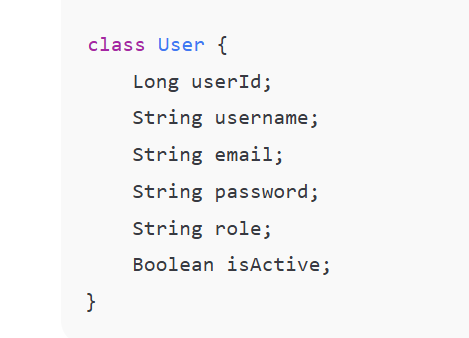 class User {
    Long userId;
    String username;
    String email;
    String password;
    String role;
    Boolean isActive;
}